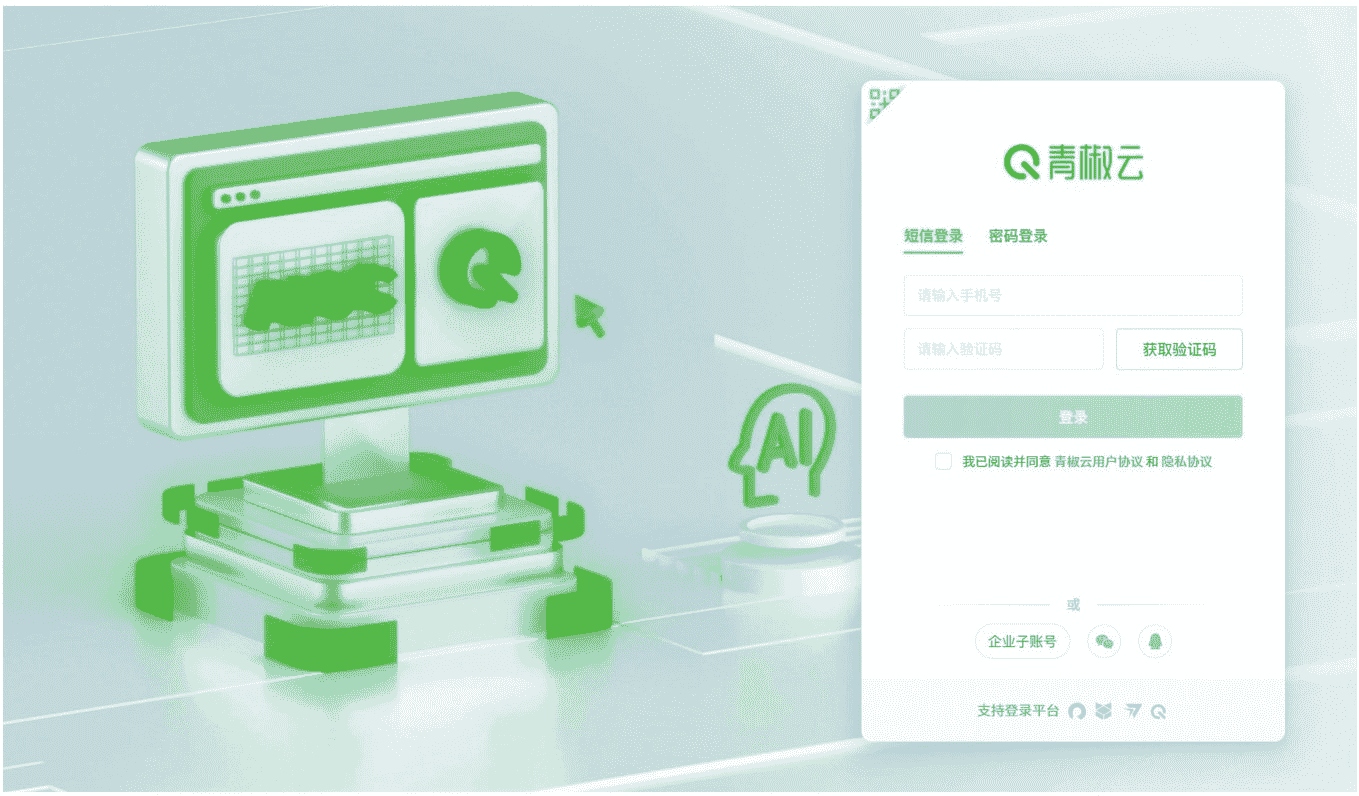 AI
青椒云
短信登录 密码登录
请输入手机号
请输入验证码 获取验证码
登录
我已阅读并同意 青椒云用户协议 和 隐私协议
或
企业子账号
支持登录平台